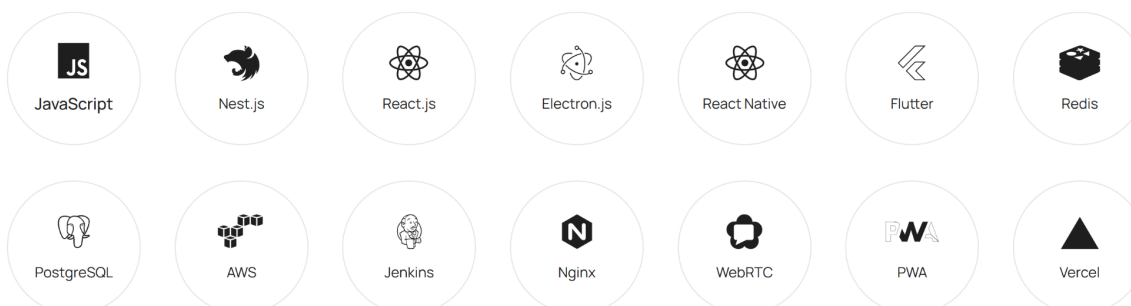 JS
JavaScript
Nest.js
React.js
Electron.js
React Native
Flutter
Redis
PostgreSQL
AWS
Jenkins
N
Nginx
WebRTC
PWA
PWA
Vercel